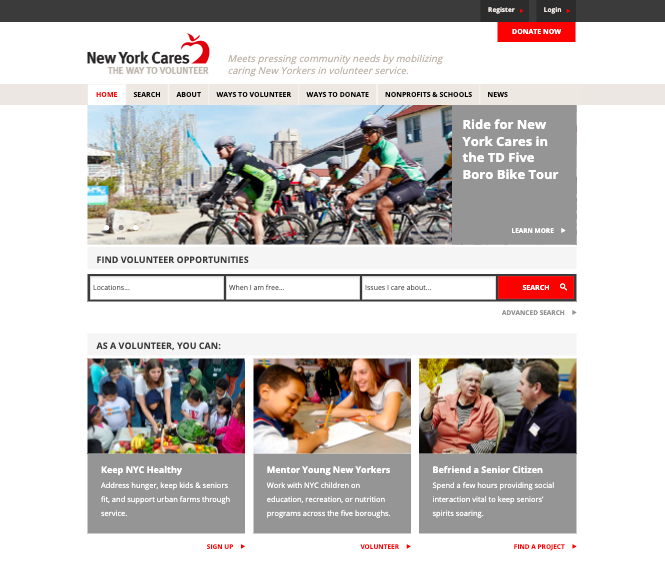 Register
Login
DONATE NOW
New York Cares
THE WAY TO VOLUNTEER
Meets pressing community needs by mobilizing
caring New Yorkers in volunteer service.
HOME SEARCH ABOUT WAYS TO VOLUNTEER WAYS TO DONATE NONPROFITS & SCHOOLS NEWS
Ride for New
York Cares in
the TD Five
Boro Bike Tour
LEARN MORE
FIND VOLUNTEER OPPORTUNITIES
Locations... When I am free... Issues I care about... SEARCH
ADVANCED SEARCH
AS A VOLUNTEER, YOU CAN:
Keep NYC Healthy
Address hunger, keep kids & seniors
fit, and support urban farms through
service.
SIGN UP
Mentor Young New Yorkers
Work with NYC children on
education, recreation, or nutrition
programs across the five boroughs.
VOLUNTEER
Befriend a Senior Citizen
Spend a few hours providing social
interaction vital to keep seniors'
spirits soaring.
FIND A PROJECT